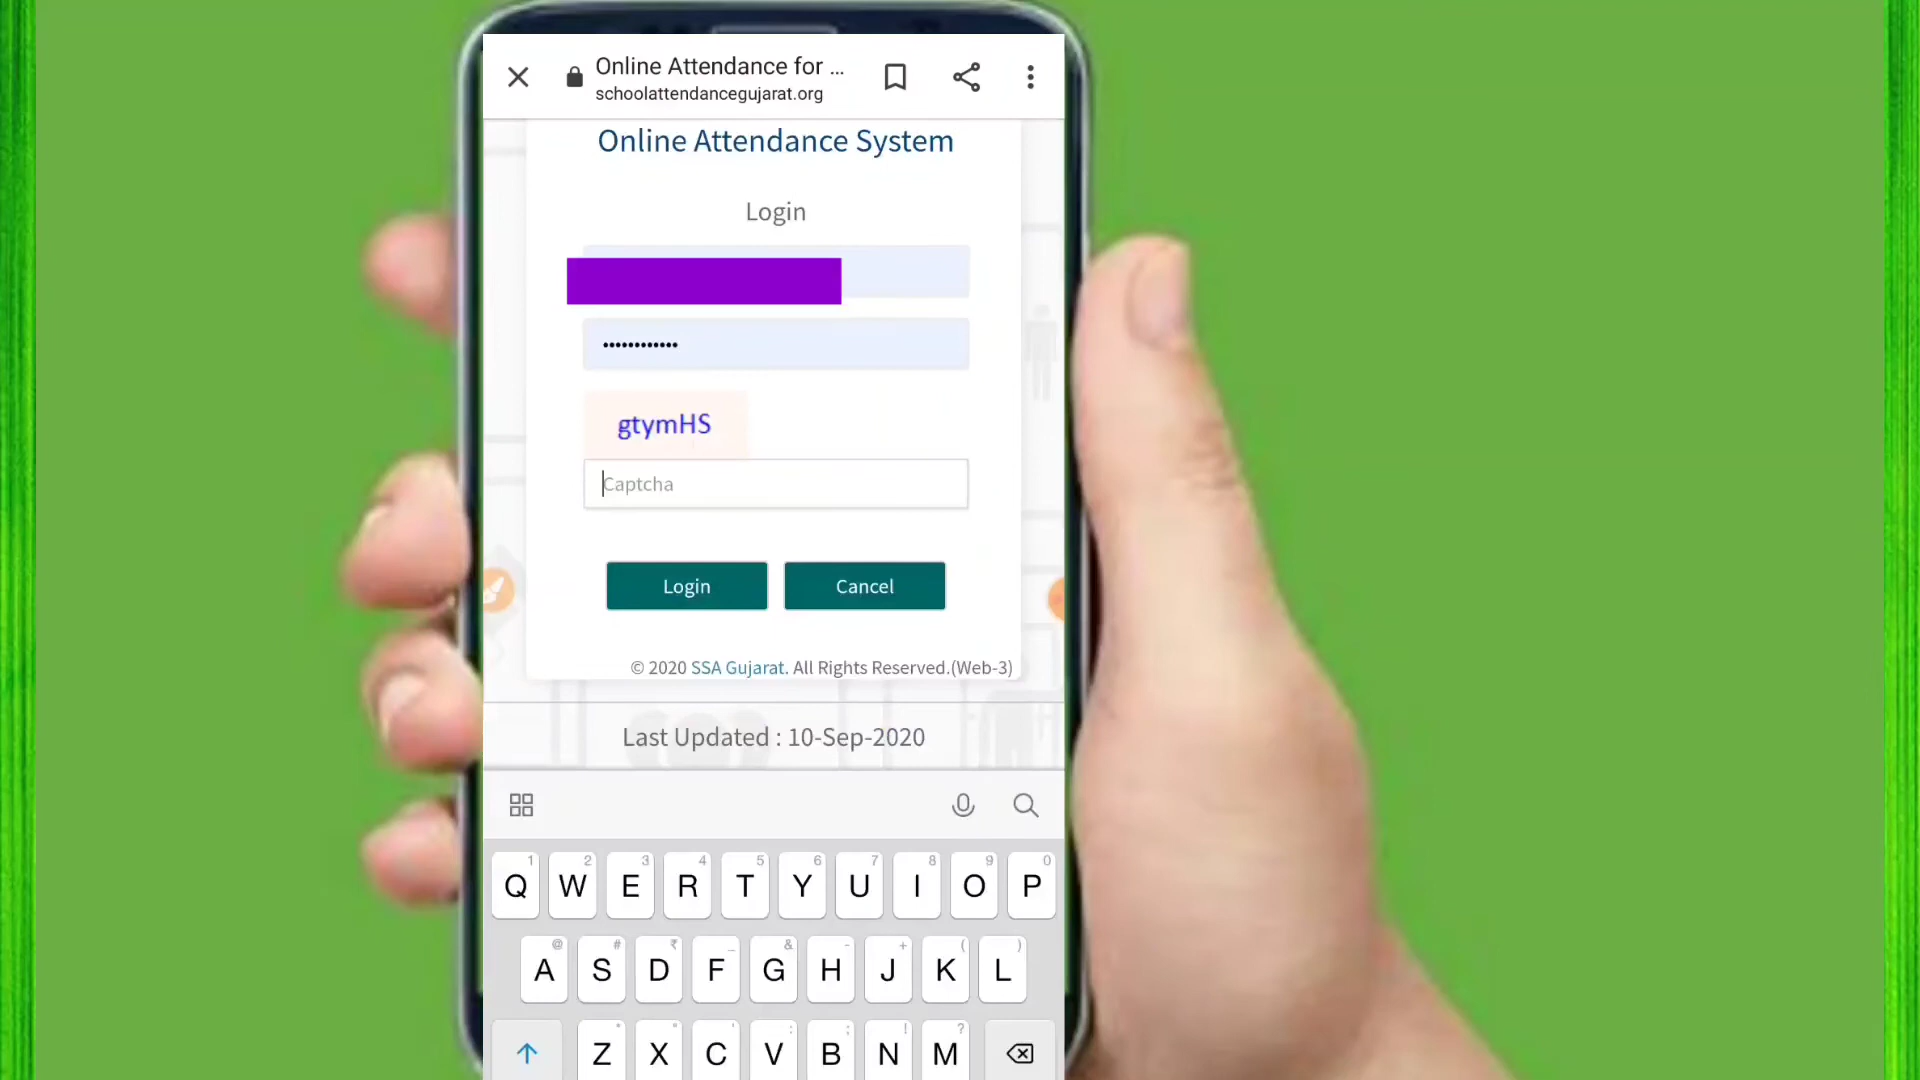 Online Attendance for ...
schoolattendancegujarat.org
Online Attendance System
Login
••••••••••••
gtymHS
Captcha
Login Cancel
© 2020 SSA Gujarat. All Rights Reserved.(Web-3)
Last Updated : 10-Sep-2020
1 2 3 4 5 6 7 8 9 0
Q W E R T Y U I O P
@ # ₹ _ & - + ( )
A S D F G H J K L
* " ' : ; ! ?
Z X C V B N M